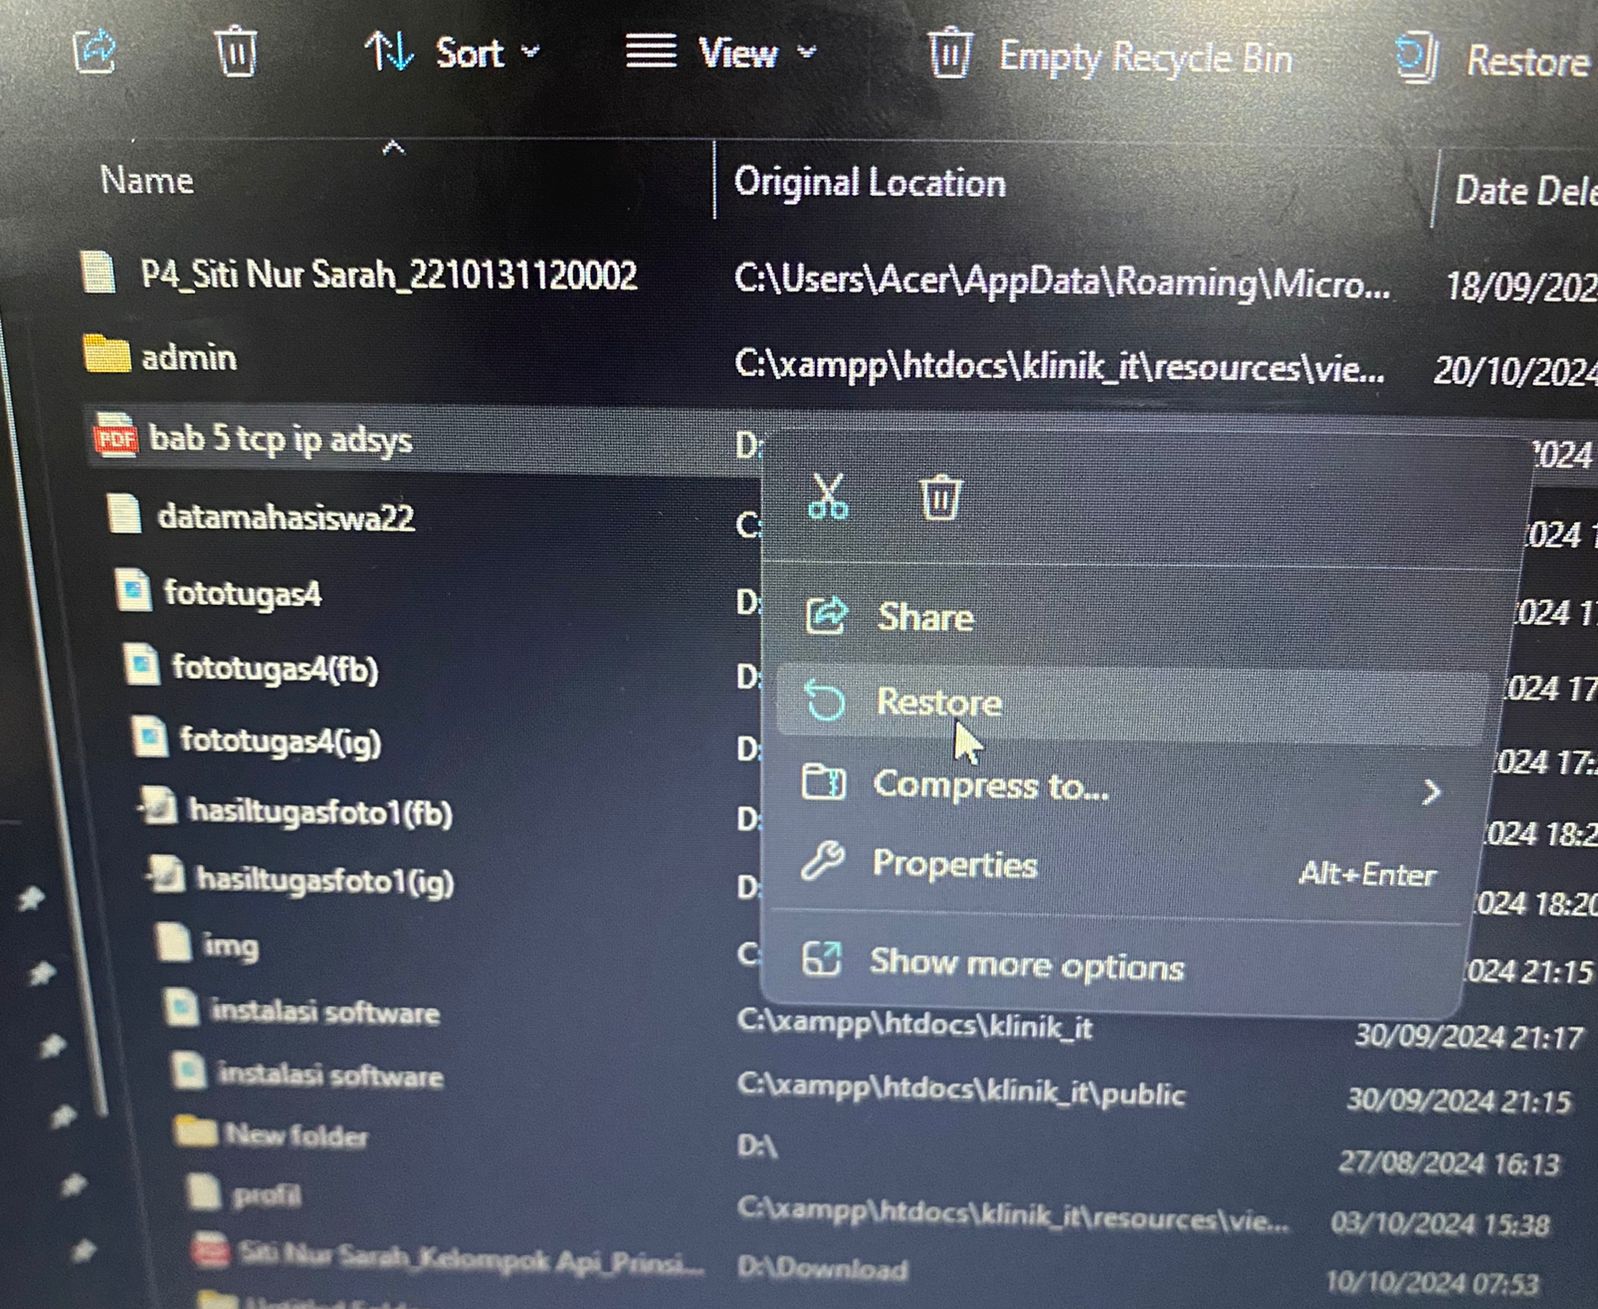 Sort View Empty Recycle Bin Restore
Name Original Location Date Dele
P4_Siti Nur Sarah_2210131120002 C:\Users\Acer\AppData\Roaming\Micro... 18/09/202
admin C:\xampp\htdocs\klinik_it\resources\vie... 20/10/2024
PDF bab 5 tcp ip adsys D: 2024
datamahasiswa22 C: 024 1
fototugas4 D: 024 17
fototugas4(fb) D: 024 17
fototugas4(ig) D: 024 17:
hasiltugasfoto1(fb) D: 024 18:2
hasiltugasfoto1(ig) D: 024 18:20
img C: 024 21:15
Share
Restore
Compress to...
Properties Alt+Enter
Show more options
instalasi software C:\xampp\htdocs\klinik_it 30/09/2024 21:17
instalasi software C:\xampp\htdocs\klinik_it\public 30/09/2024 21:15
New folder D:\ 27/08/2024 16:13
profil C:\xampp\htdocs\klinik_it\resources\vie... 03/10/2024 15:38
Siti Nur Sarah_Kelompok Api_Prinsi... D:\Download 10/10/2024 07:53